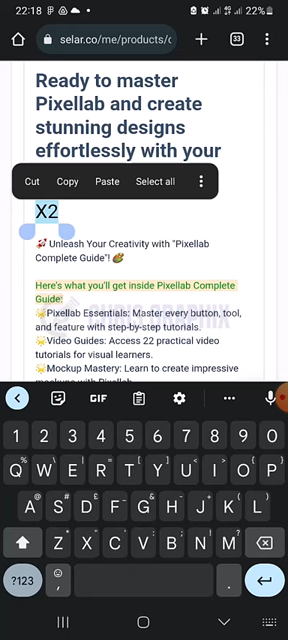 22:18
22%
selar.co/me/products/c
33
Ready to master
Pixellab and create
stunning designs
effortlessly with your
Cut Copy Paste Select all
X2
🚀 Unleash Your Creativity with "Pixellab
Complete Guide"! 🎨
Here's what you'll get inside Pixellab Complete
Guide:
🌟Pixellab Essentials: Master every button, tool,
and feature with step-by-step tutorials.
🌟Video Guides: Access 22 practical video
tutorials for visual learners.
🌟Mockup Mastery: Learn to create impressive
mockups with Pixellab.
GIF
1 2 3 4 5 6 7 8 9 0
Q W E R T Y U I O P
A S D F G H J K L
Z X C V B N M
?123 , .